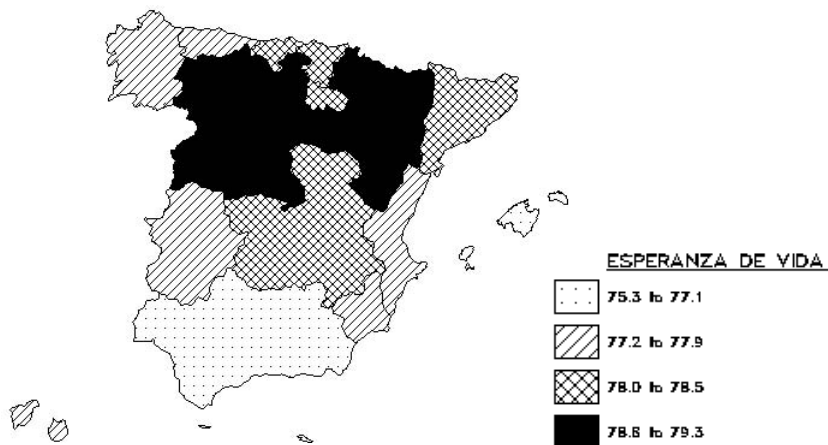 ESPERANZA DE VIDA
75.3 to 77.1
77.2 to 77.9
78.0 to 78.5
78.6 to 79.3